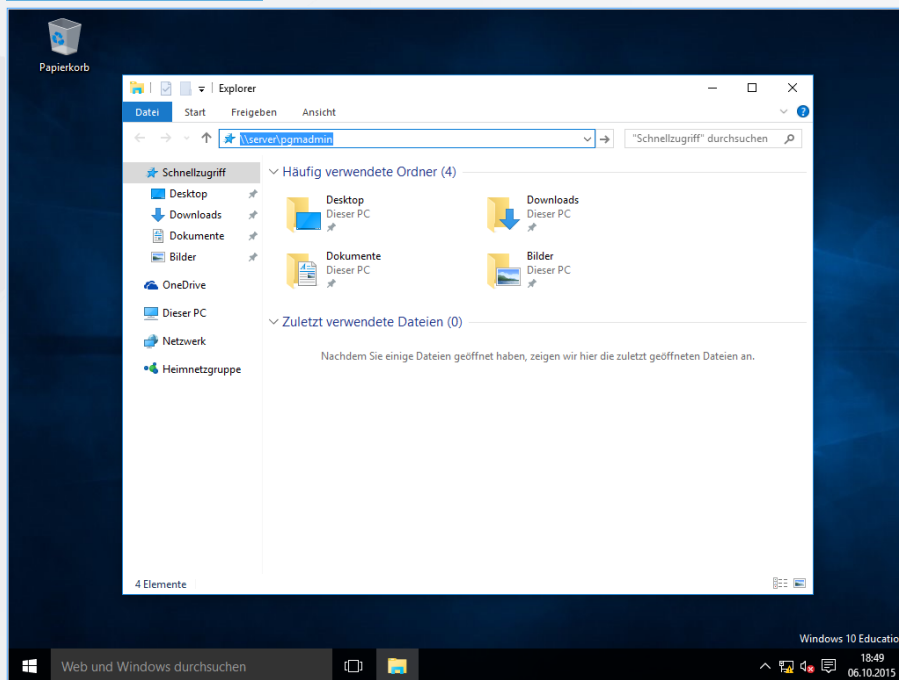 Papierkorb
Explorer
Datei Start Freigeben Ansicht
\\server\pgmadmin
"Schnellzugriff" durchsuchen
Schnellzugriff
Desktop
Downloads
Dokumente
Bilder
OneDrive
Dieser PC
Netzwerk
Heimnetzgruppe
Häufig verwendete Ordner (4)
Desktop
Dieser PC
Downloads
Dieser PC
Dokumente
Dieser PC
Bilder
Dieser PC
Zuletzt verwendete Dateien (0)
Nachdem Sie einige Dateien geöffnet haben, zeigen wir hier die zuletzt geöffneten Dateien an.
4 Elemente
Windows 10 Educatio
Web und Windows durchsuchen
18:49
06.10.2015